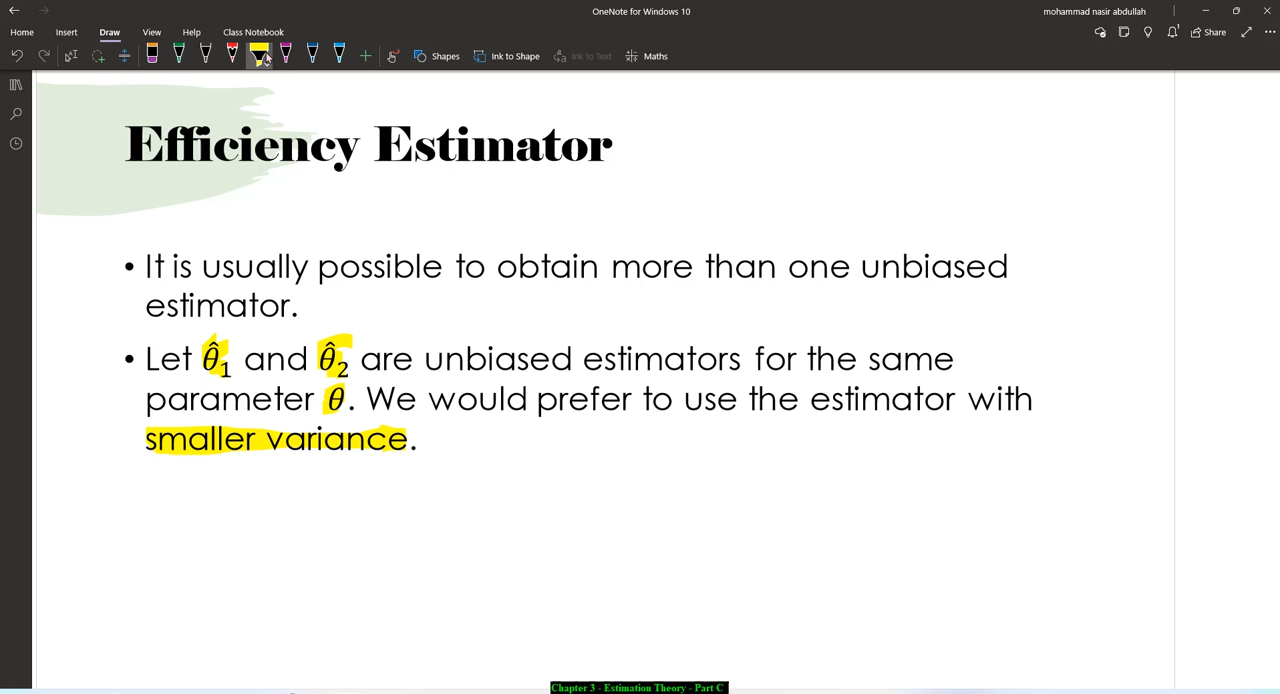 OneNote for Windows 10
mohammad nasir abdullah
Home Insert Draw View Help Class Notebook
1 Share
Shapes Ink to Shape Ink to Text Maths
Efficiency Estimator
• It is usually possible to obtain more than one unbiased
estimator.
• Let θ̂₁ and θ̂₂ are unbiased estimators for the same
parameter θ. We would prefer to use the estimator with
smaller variance.
Chapter 3 - Estimation Theory - Part C